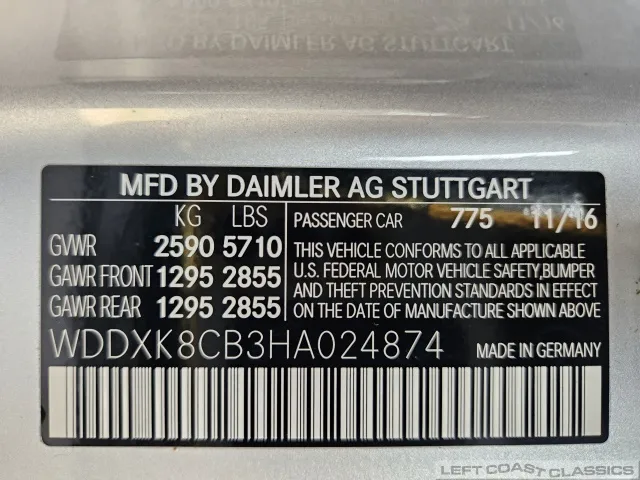 MFD BY DAIMLER AG STUTTGART
KG LBS
GVWR 2590 5710
GAWR FRONT 1295 2855
GAWR REAR 1295 2855
PASSENGER CAR 775 11/16
THIS VEHICLE CONFORMS TO ALL APPLICABLE
U.S. FEDERAL MOTOR VEHICLE SAFETY,BUMPER
AND THEFT PREVENTION STANDARDS IN EFFECT
ON THE DATE OF MANUFACTURE SHOWN ABOVE
WDDXK8CB3HA024874 MADE IN GERMANY
LEFT COAST CLASSICS